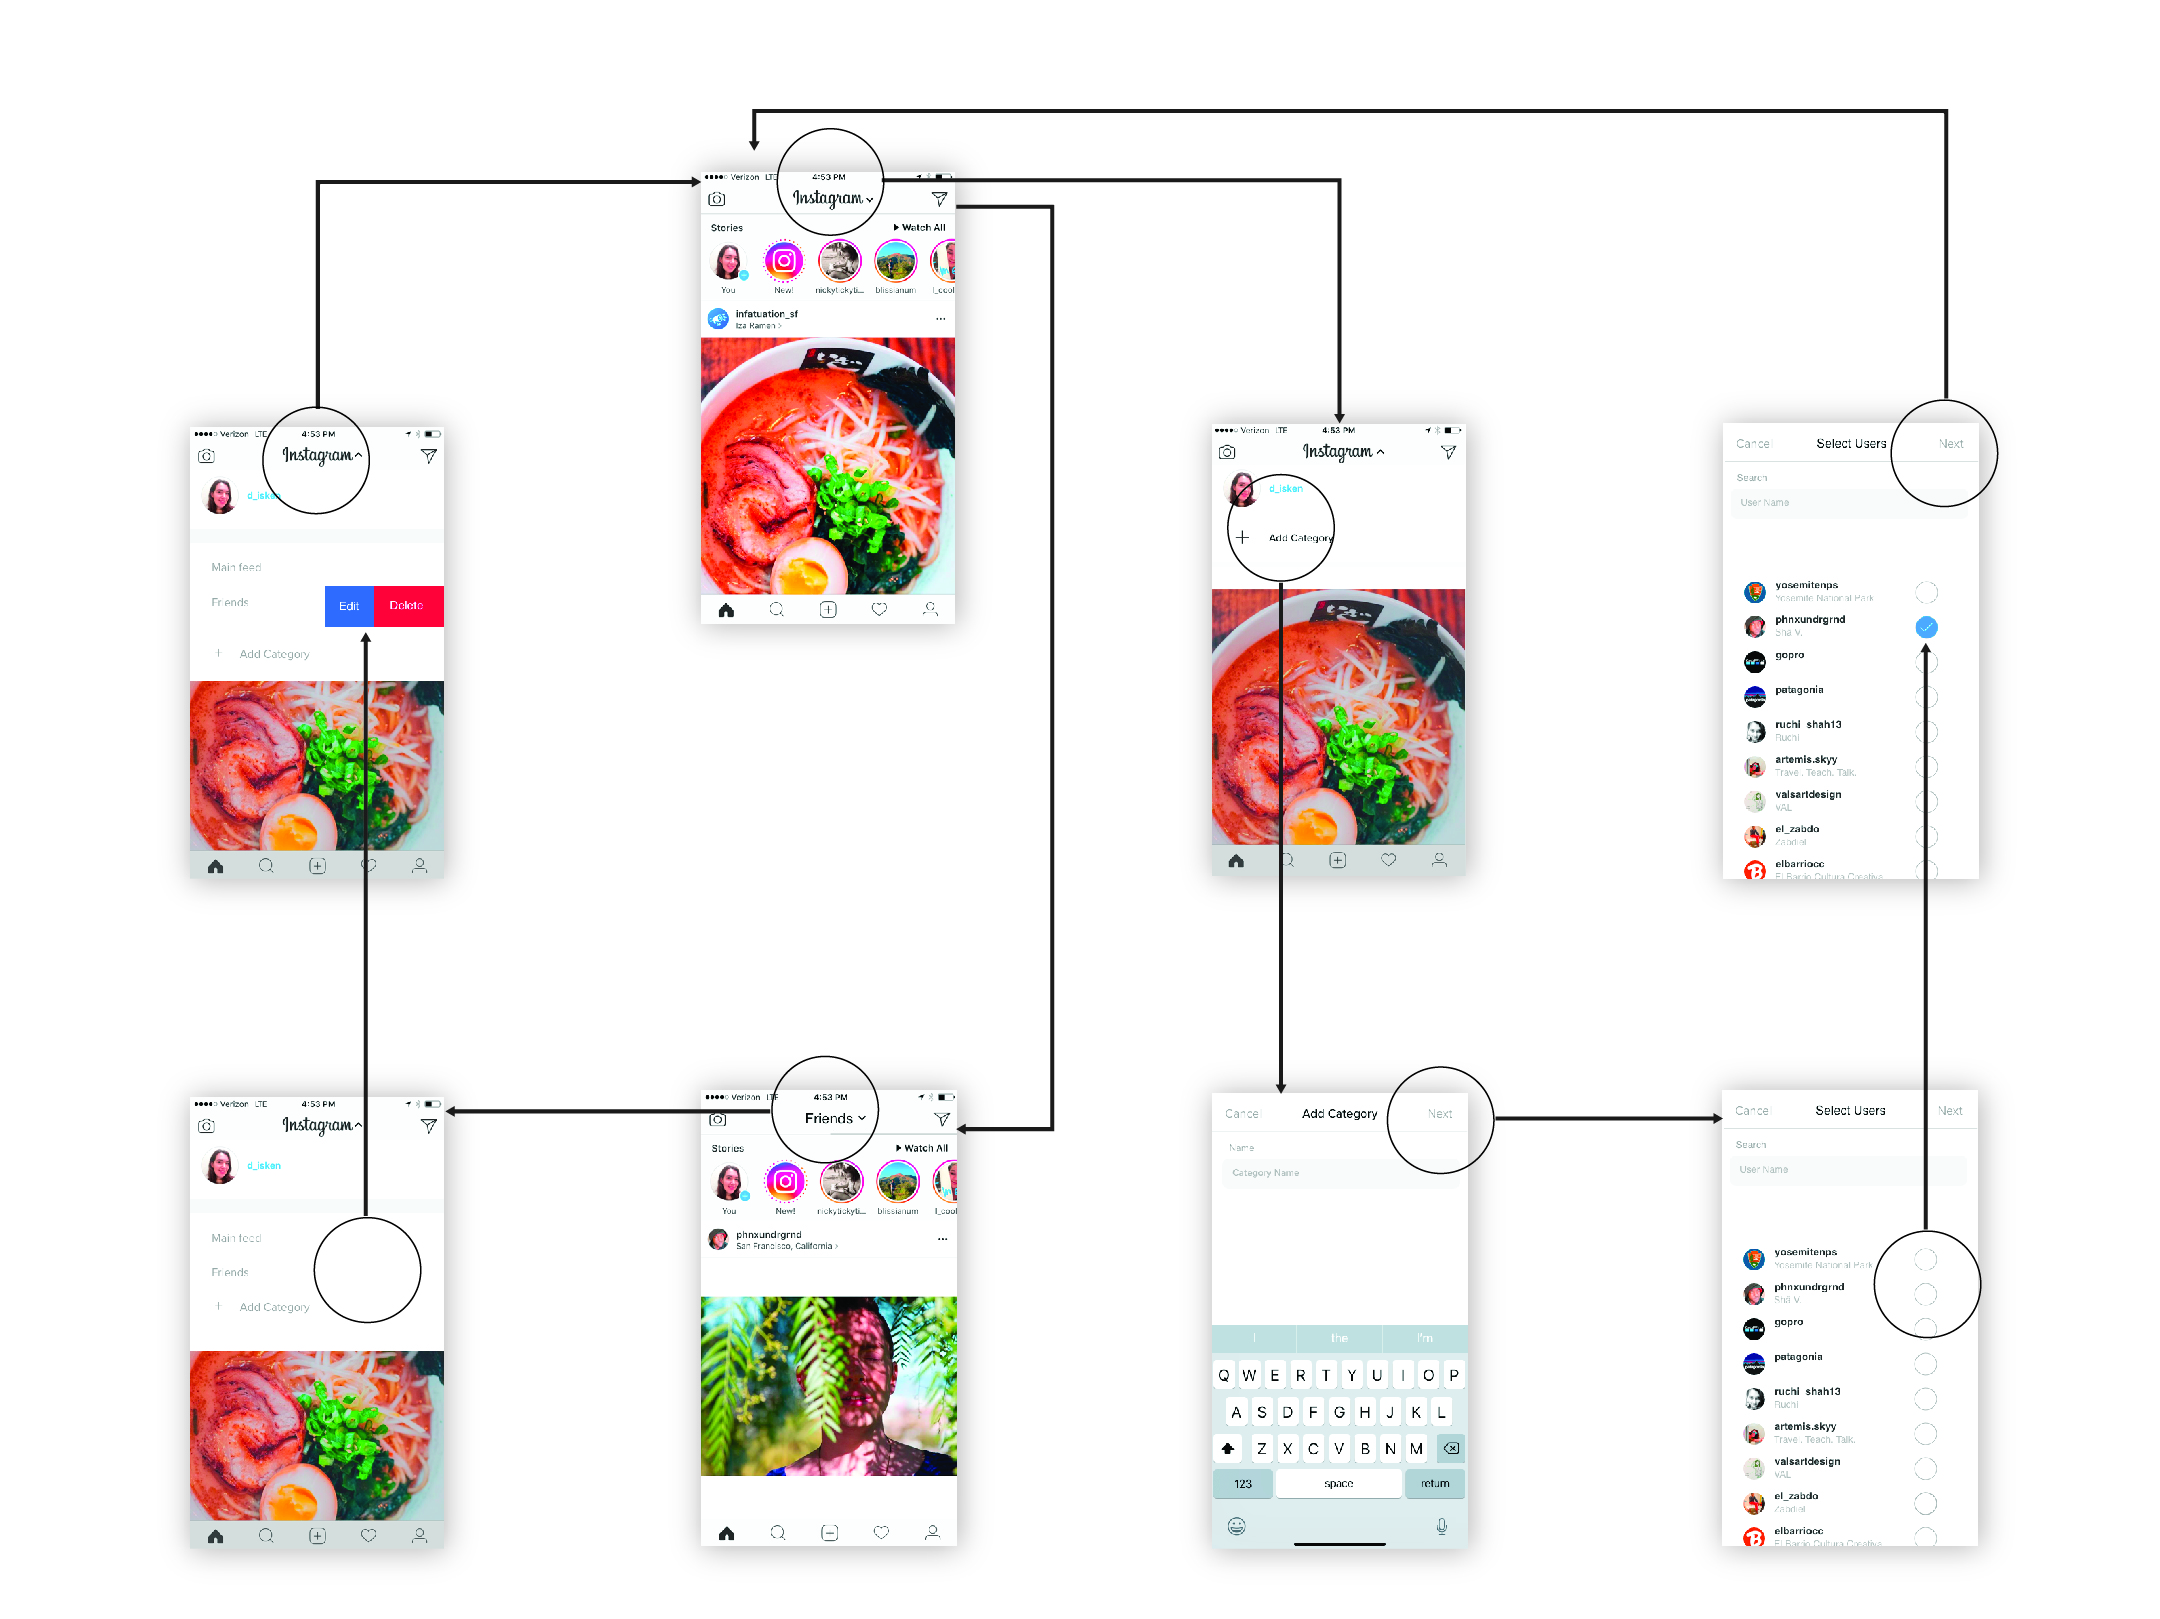 Verizon LTE 4:53 PM
Instagram
Stories Watch All
You New! nickytickyti... blissianum l_cool
infatuation_sf
Iza Ramen
Verizon LTE 4:53 PM
Instagram
d_isken
Main feed
Friends Edit Delete
+ Add Category
Verizon LTE 4:53 PM
Instagram
d_isken
+ Add Category
Cancel Select Users Next
Search
User Name
yosemitenps
Yosemite National Park
phnxundrgrnd
Sha V.
gopro
patagonia
patagonia
ruchi_shah13
Ruchi
artemis.skyy
Travel. Teach. Talk.
valsartdesign
VAL
el_zabdo
Zabdiel
elbarriocc
El Barrio Cultura Creativa
Verizon LTE 4:53 PM
Instagram
d_isken
Main feed
Friends
+ Add Category
Verizon LTE 4:53 PM
Friends
Stories Watch All
You New! nickytickyti... blissianum l_cool
phnxundrgrnd
San Francisco, California
Cancel Add Category Next
Name
Category Name
I the I'm
Q W E R T Y U I O P
A S D F G H J K L
Z X C V B N M
123 space return
Cancel Select Users Next
Search
User Name
yosemitenps
Yosemite National Park
phnxundrgrnd
Sha V.
gopro
patagonia
patagonia
ruchi_shah13
Ruchi
artemis.skyy
Travel. Teach. Talk.
valsartdesign
VAL
el_zabdo
Zabdiel
elbarriocc
El Barrio Cultura Creativa